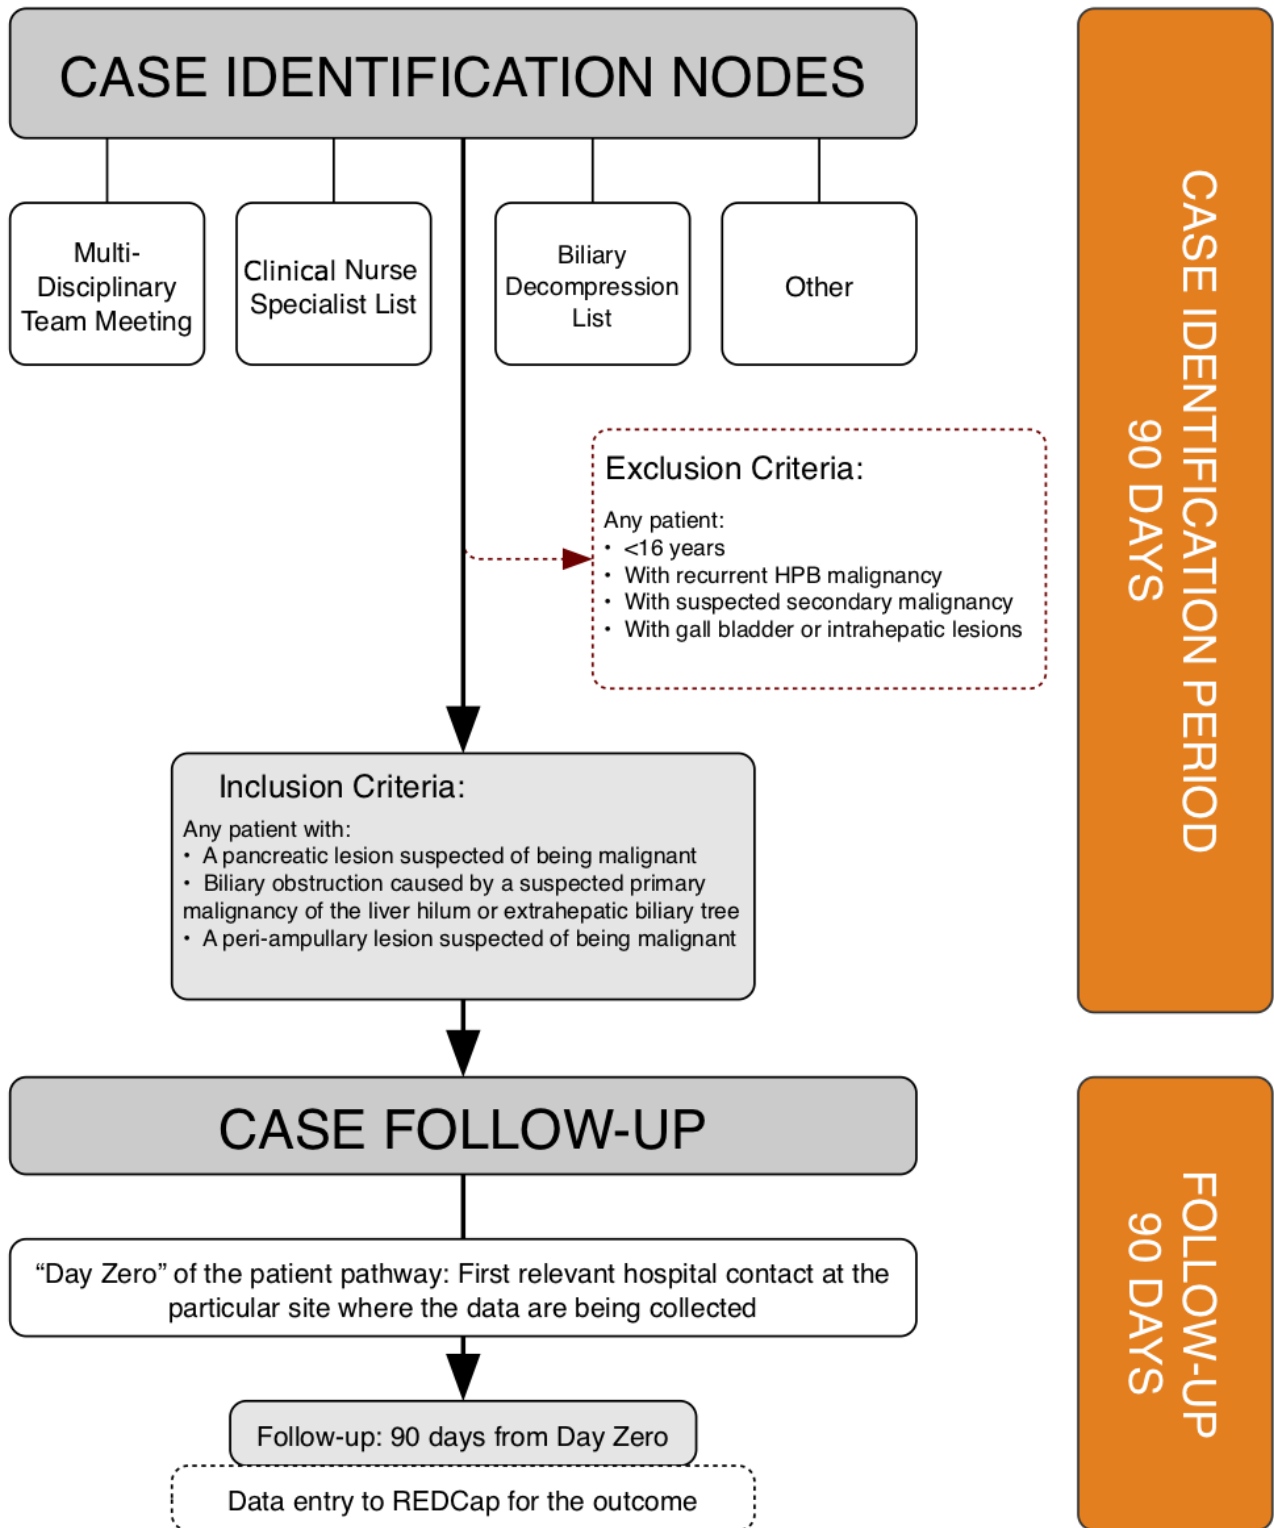 CASE IDENTIFICATION NODES
Multi-
Disciplinary
Team Meeting
Clinical Nurse
Specialist List
Biliary
Decompression
List
Other
Exclusion Criteria:
Any patient:
• <16 years
• With recurrent HPB malignancy
• With suspected secondary malignancy
• With gall bladder or intrahepatic lesions
Inclusion Criteria:
Any patient with:
• A pancreatic lesion suspected of being malignant
• Biliary obstruction caused by a suspected primary
malignancy of the liver hilum or extrahepatic biliary tree
• A peri-ampullary lesion suspected of being malignant
CASE IDENTIFICATION PERIOD
90 DAYS
CASE FOLLOW-UP
“Day Zero” of the patient pathway: First relevant hospital contact at the
particular site where the data are being collected
Follow-up: 90 days from Day Zero
Data entry to REDCap for the outcome
FOLLOW-UP
90 DAYS